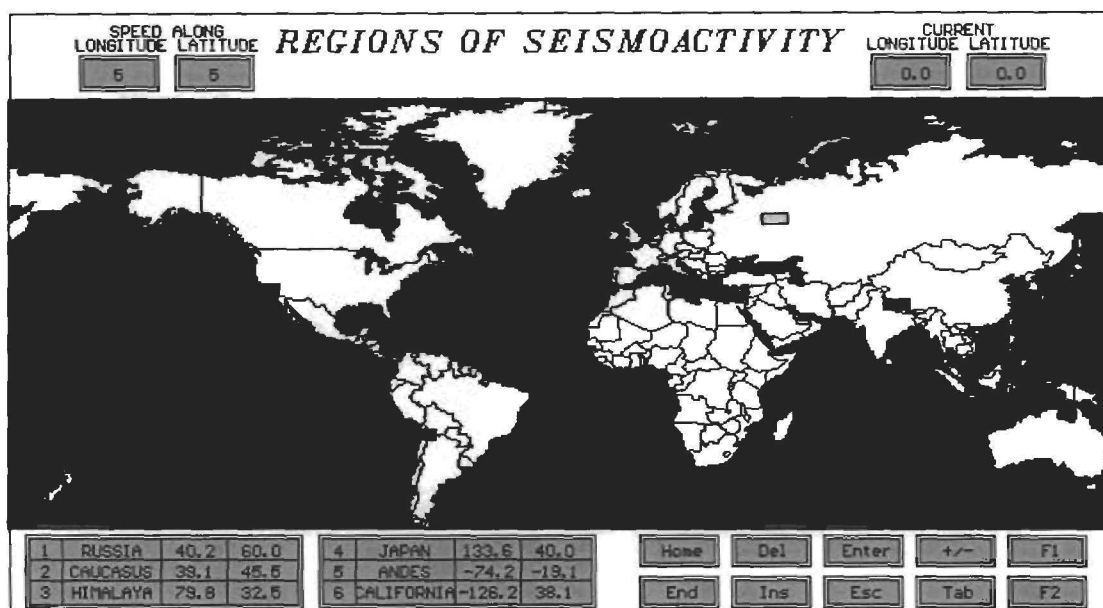 SPEED ALONG
LONGITUDE LATITUDE
5 5
REGIONS OF SEISMOACTIVITY
CURRENT
LONGITUDE LATITUDE
0.0 0.0
1 RUSSIA 40.2 60.0
2 CAUCASUS 39.1 45.5
3 HIMALAYA 79.8 32.5
4 JAPAN 133.6 40.0
5 ANDES -74.2 -19.1
6 CALIFORNIA -126.2 38.1
Home Del Enter +/- F1
End Ins Esc Tab F2